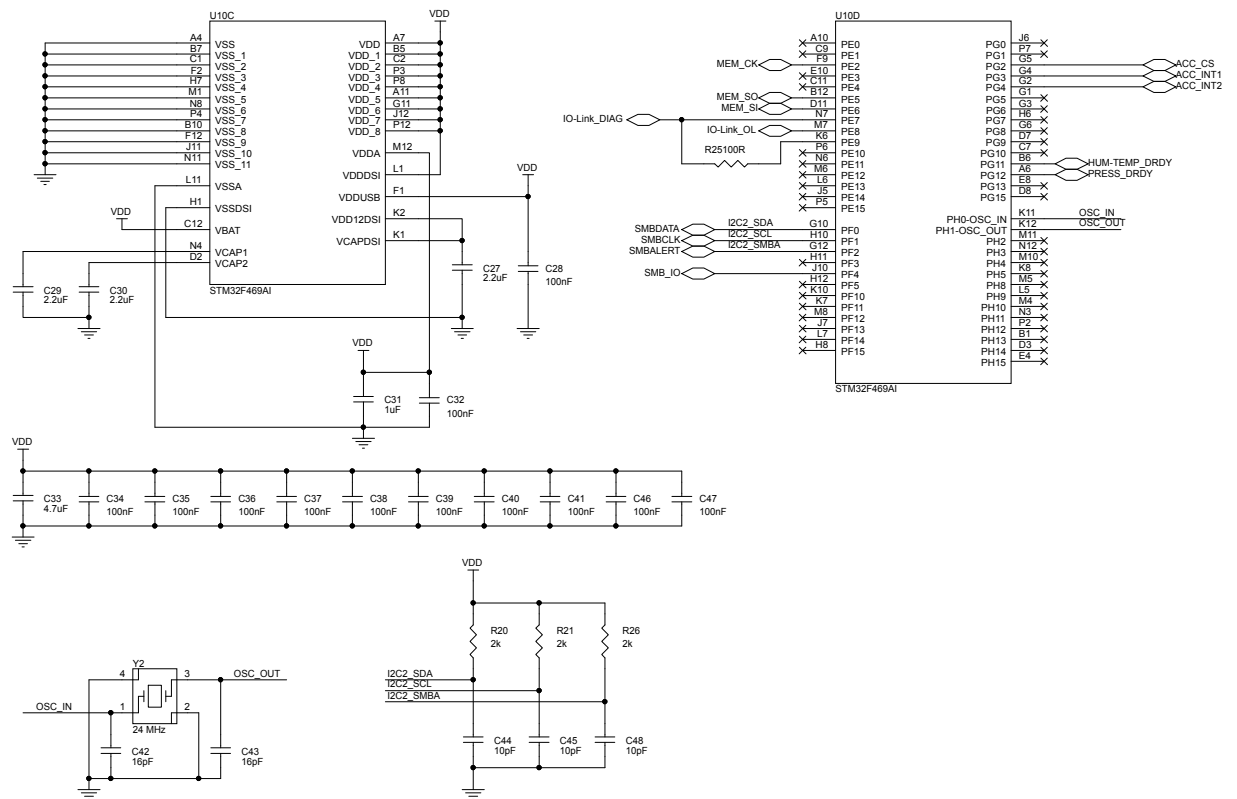 U10C
A4 VSS
B7 VSS_1
C1 VSS_2
F2 VSS_3
H7 VSS_4
M1 VSS_5
N8 VSS_6
P4 VSS_7
B10 VSS_8
F12 VSS_9
J11 VSS_10
N11 VSS_11
L11 VSSA
H1 VSSDSI
VDD
C12 VBAT
N4 VCAP1
D2 VCAP2
VDD
VDD A7
VDD_1 B5
VDD_2 C2
VDD_3 P3
VDD_4 P8
VDD_5 A11
VDD_6 G11
VDD_7 J12
VDD_8 P12
VDDA M12
VDDDSI L1
VDD
VDDUSB F1
VDD12DSI K2
VCAPDSI K1
STM32F469AI
C29
2.2uF
C30
2.2uF
C27
2.2uF
C28
100nF
VDD
C31
1uF
C32
100nF
U10D
A10 PE0
C9 PE1
MEM_CK F9 PE2
E10 PE3
C11 PE4
MEM_SO B12 PE5
MEM_SI D11 PE6
IO-Link_DIAG N7 PE7
IO-Link_OL M7 PE8
K6 PE9
R25100R
P6 PE10
N6 PE11
M6 PE12
L6 PE13
J5 PE14
P5 PE15
SMBDATA I2C2_SDA G10 PF0
SMBCLK I2C2_SCL H10 PF1
SMBALERT I2C2_SMBA G12 PF2
H11 PF3
SMB_IO J10 PF4
H12 PF5
K10 PF10
K7 PF11
M8 PF12
J7 PF13
L7 PF14
H8 PF15
PG0 J6
PG1 P7
PG2 G5 ACC_CS
PG3 G4 ACC_INT1
PG4 G2 ACC_INT2
PG5 G1
PG6 G3
PG7 H6
PG8 G6
PG9 D7
PG10 C7
PG11 B6 HUM-TEMP_DRDY
PG12 A6 PRESS_DRDY
PG13 E8
PG15 D8
PH0-OSC_IN K11 OSC_IN
PH1-OSC_OUT K12 OSC_OUT
PH2 M11
PH3 N12
PH4 M10
PH5 K8
PH8 M5
PH9 L5
PH10 M4
PH11 N3
PH12 P2
PH13 B1
PH14 D3
PH15 E4
STM32F469AI
VDD
C33
4.7uF
C34
100nF
C35
100nF
C36
100nF
C37
100nF
C38
100nF
C39
100nF
C40
100nF
C41
100nF
C46
100nF
C47
100nF
Y2
4 3 OSC_OUT
OSC_IN 1 2
24 MHz
C42
16pF
C43
16pF
VDD
R20
2k
R21
2k
R26
2k
I2C2_SDA
I2C2_SCL
I2C2_SMBA
C44
10pF
C45
10pF
C48
10pF